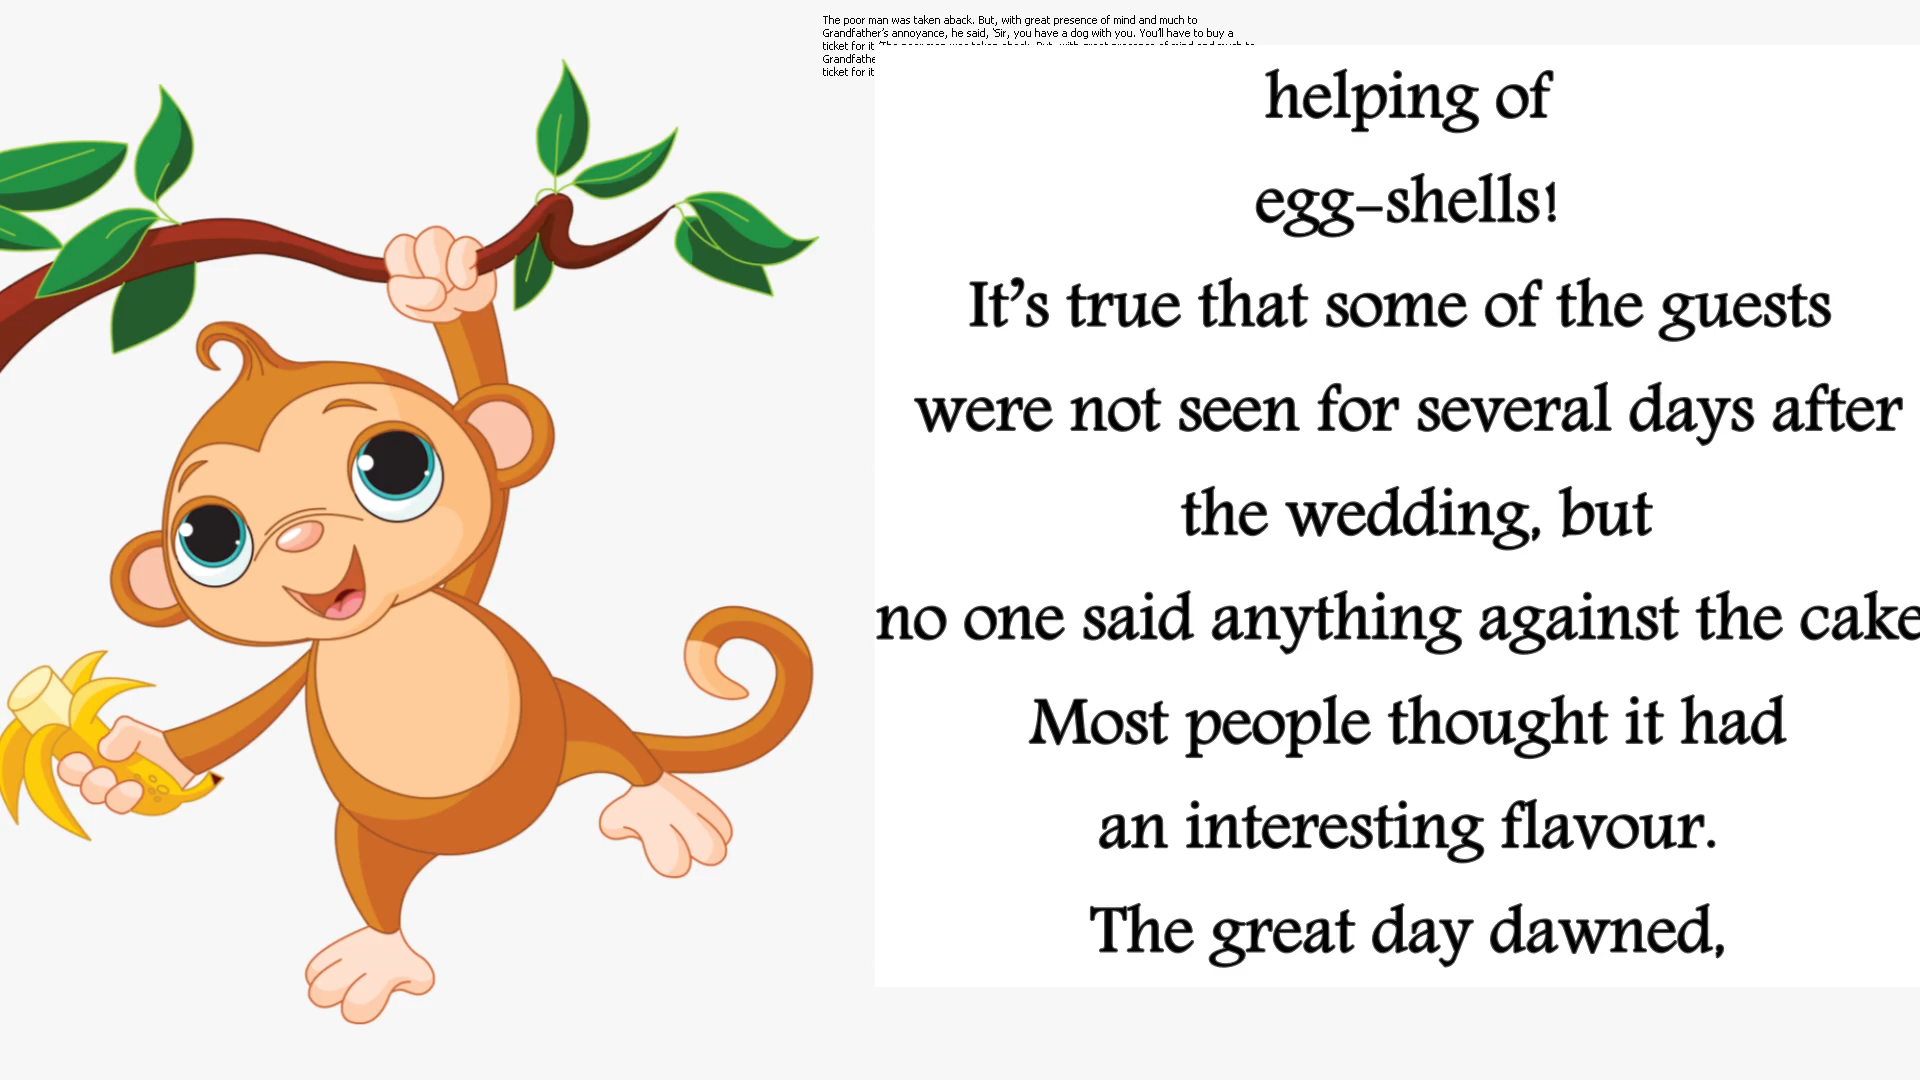 The poor man was taken aback. But, with great presence of mind and much to
Grandfather's annoyance, he said, 'Sir, you have a dog with you. You'll have to buy a
ticket for it
Grandfathe
ticket for it
helping of
egg-shells!
It's true that some of the guests
were not seen for several days after
the wedding, but
no one said anything against the cake
Most people thought it had
an interesting flavour.
The great day dawned,